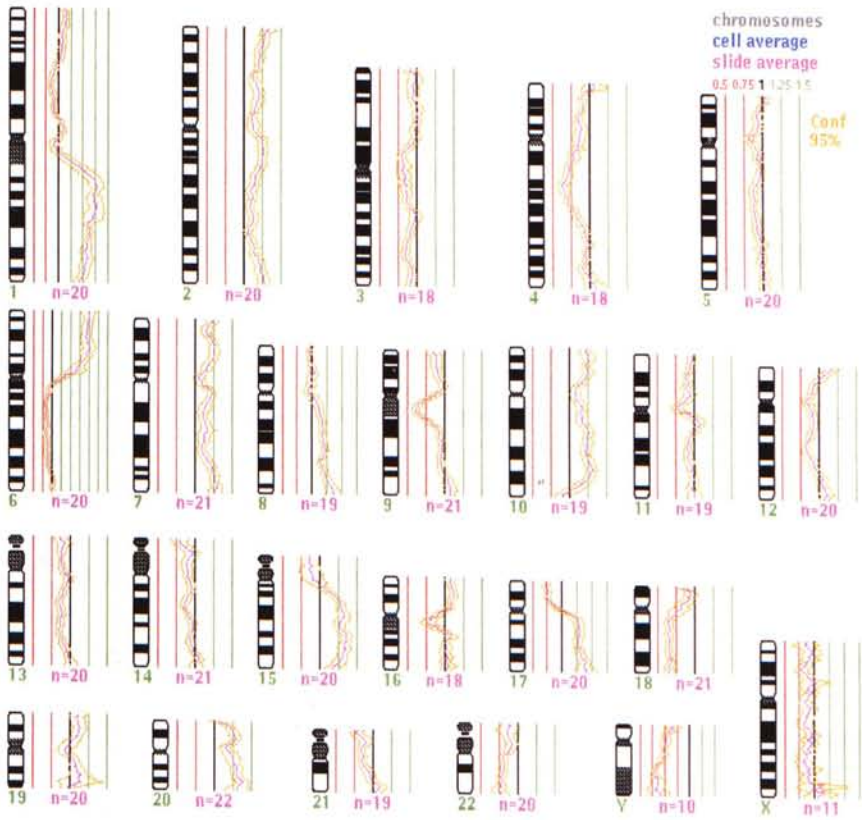 chromosomes
cell average
slide average
0.5 0.75 1 1.25 1.5
Conf
95%
1 n=20
2 n=20
3 n=18
4 n=18
5 n=20
6 n=20
7 n=21
8 n=19
9 n=21
10 n=19
11 n=19
12 n=20
13 n=20
14 n=21
15 n=20
16 n=18
17 n=20
18 n=21
19 n=20
20 n=22
21 n=19
22 n=20
Y n=10
X n=11